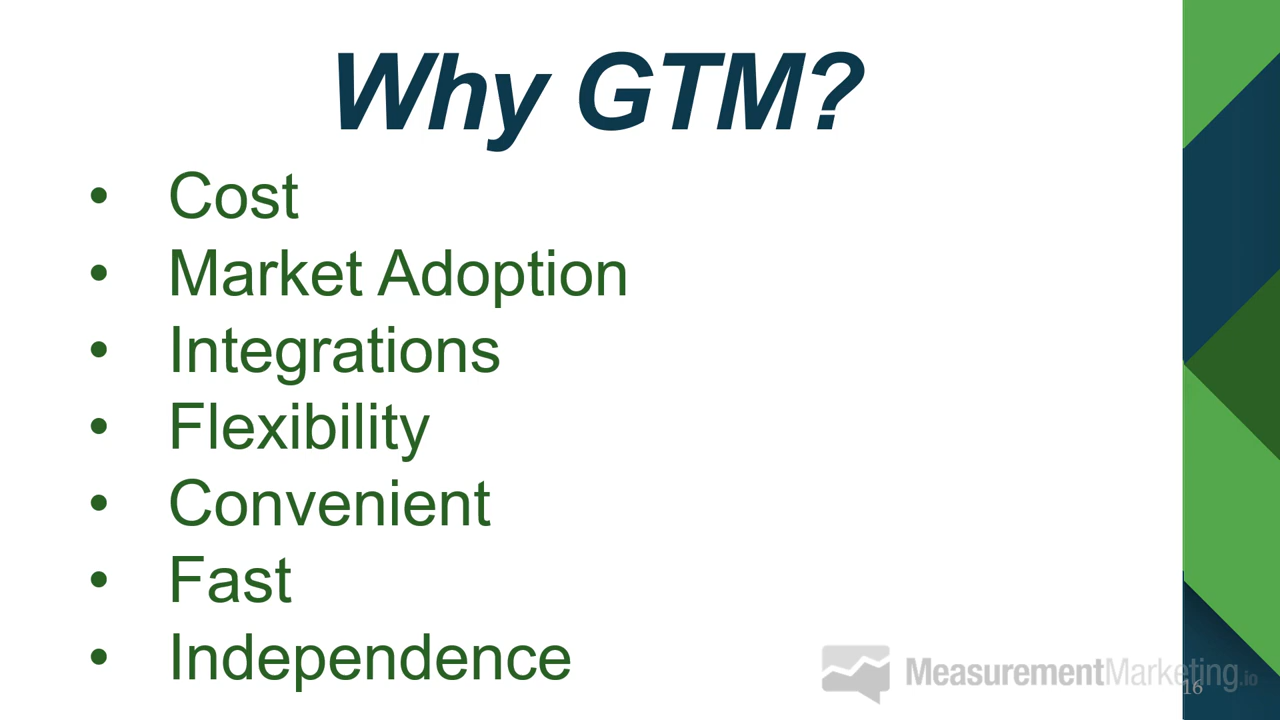 Why GTM?
• Cost
• Market Adoption
• Integrations
• Flexibility
• Convenient
• Fast
• Independence
MeasurementMarketing.io
16